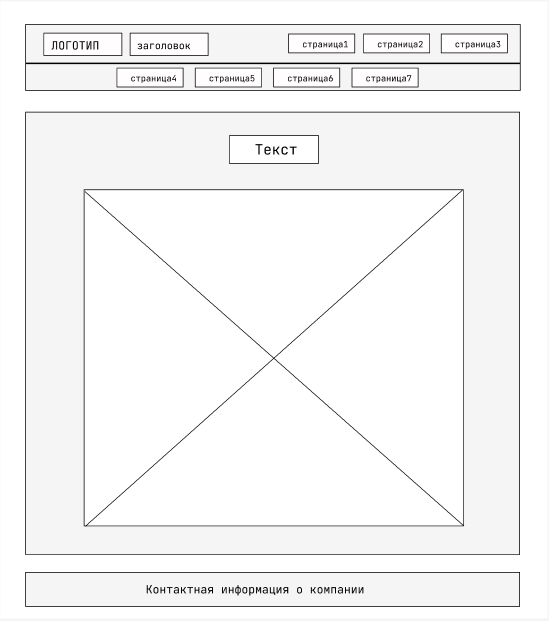 ЛОГОТИП заголовок страница1 страница2 страница3
страница4 страница5 страница6 страница7
Текст
Контактная информация о компании